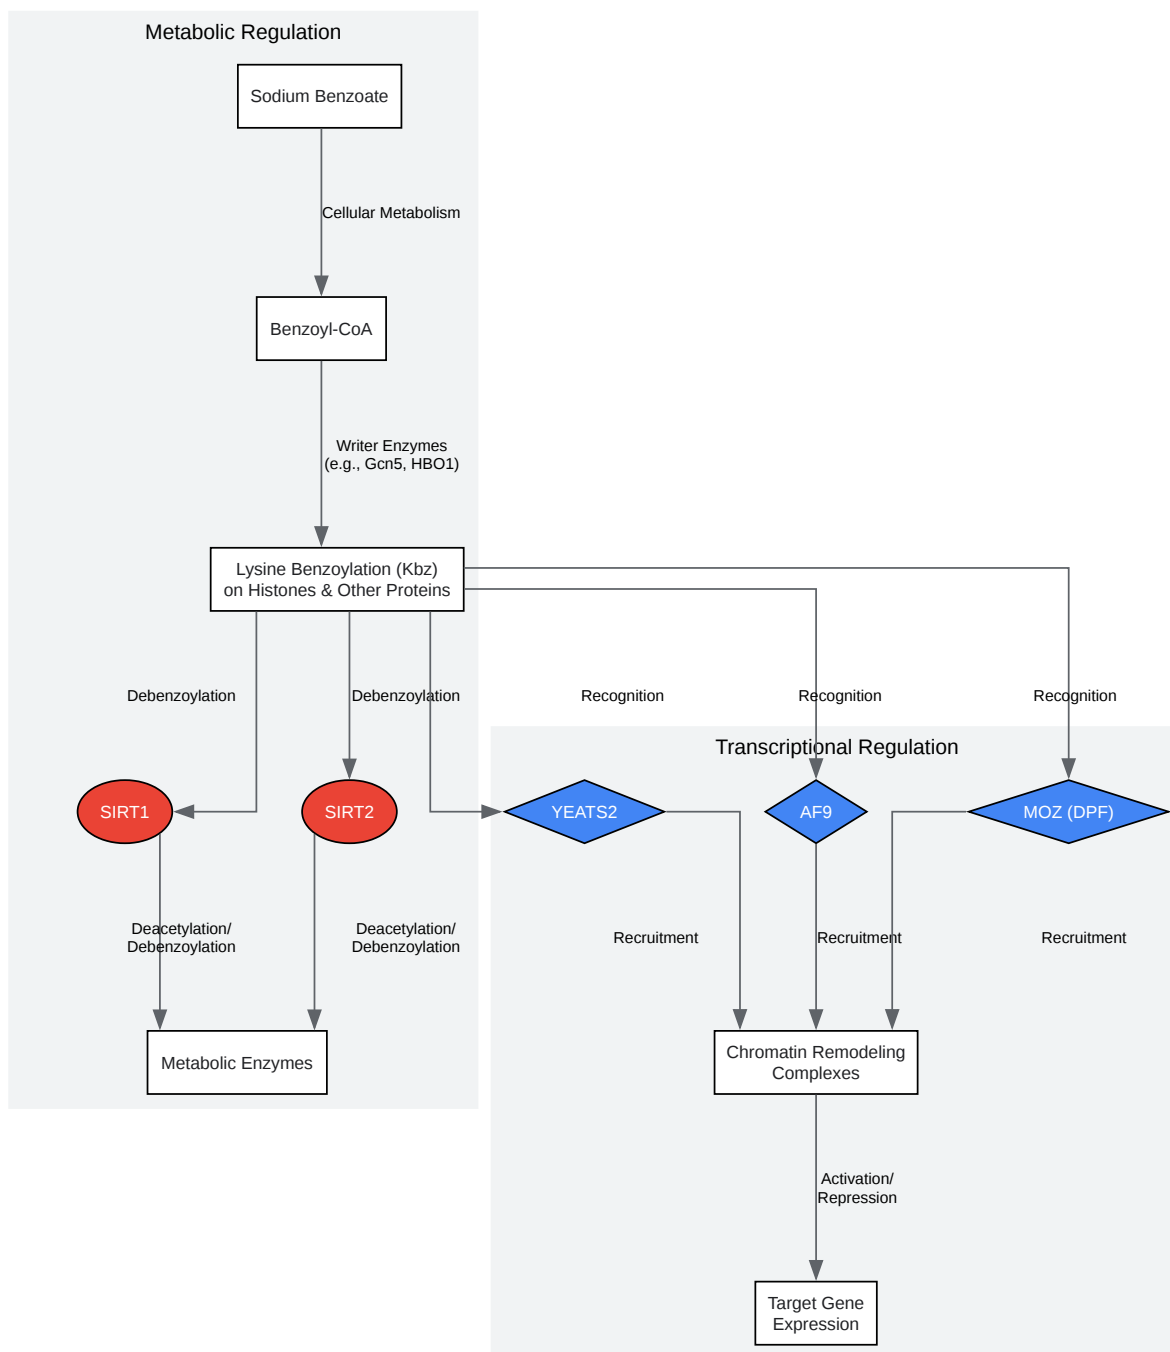 Metabolic Regulation
Sodium Benzoate
Cellular Metabolism
Benzoyl-CoA
Writer Enzymes
(e.g., Gcn5, HBO1)
Lysine Benzoylation (Kbz)
on Histones & Other Proteins
Debenzoylation
Debenzoylation
Recognition
Recognition
Recognition
Transcriptional Regulation
SIRT1
SIRT2
YEATS2
AF9
MOZ (DPF)
Deacetylation/
Debenzoylation
Deacetylation/
Debenzoylation
Recruitment
Recruitment
Recruitment
Metabolic Enzymes
Chromatin Remodeling
Complexes
Activation/
Repression
Target Gene
Expression